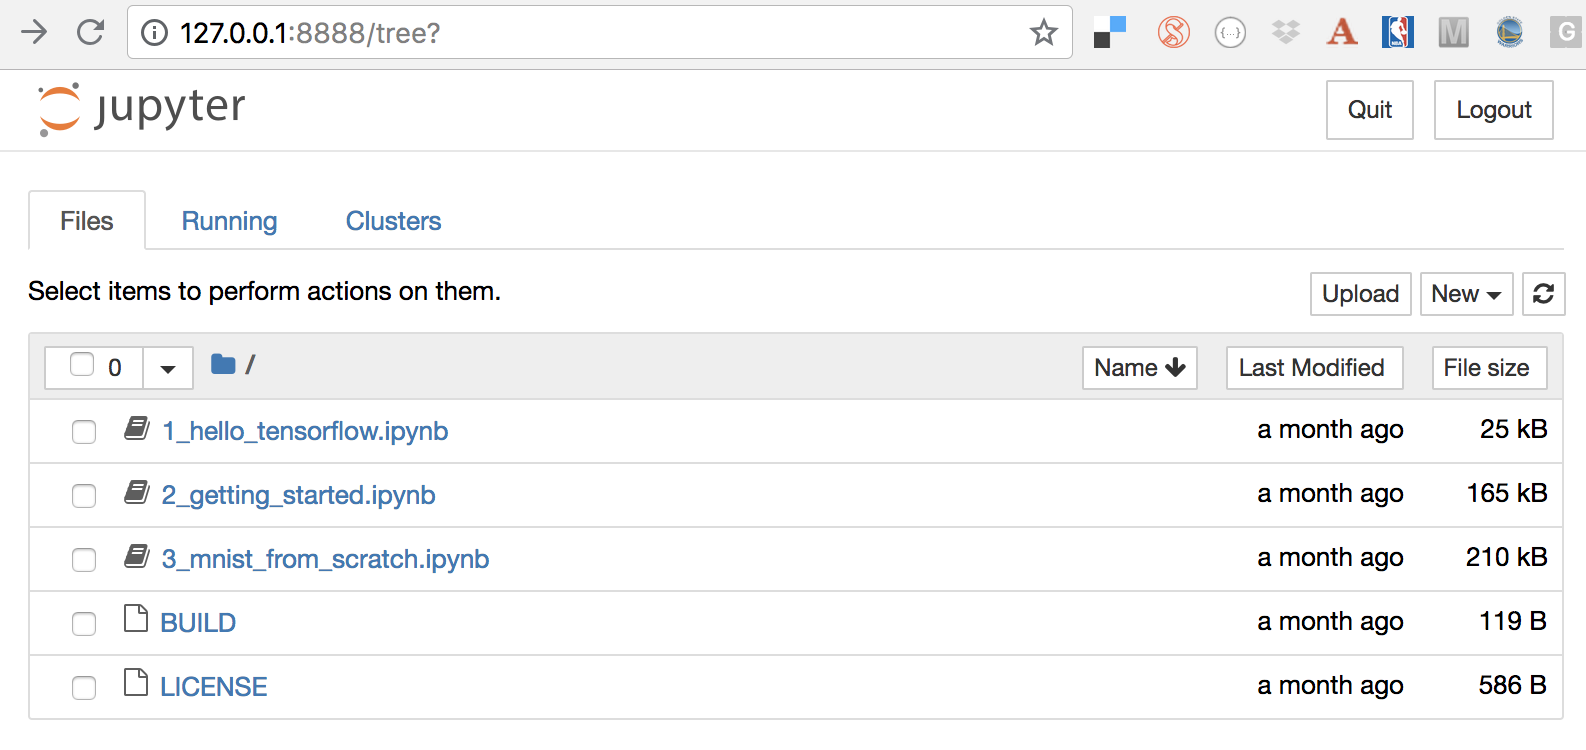 127.0.0.1:8888/tree?
{...}
A
NBA
M
G
jupyter
Quit
Logout
Files
Running
Clusters
Select items to perform actions on them.
Upload
New
0
/
Name
Last Modified
File size
1_hello_tensorflow.ipynb a month ago 25 kB
2_getting_started.ipynb a month ago 165 kB
3_mnist_from_scratch.ipynb a month ago 210 kB
BUILD a month ago 119 B
LICENSE a month ago 586 B